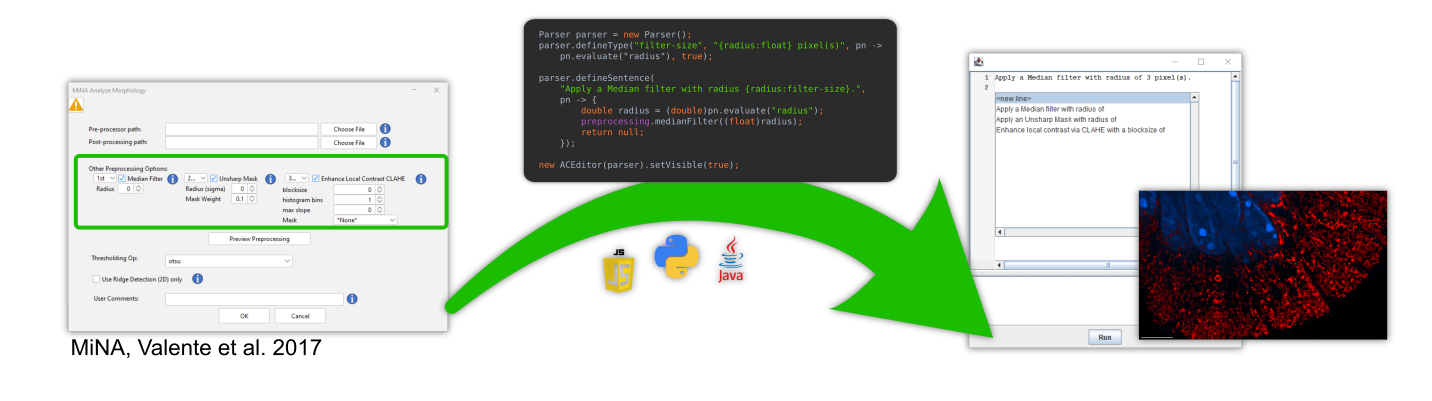 MiNA Analyze Morphology
Pre-processor path:
Choose File
Post-processing path:
Choose File
Other Preprocessing Options:
1st
Median Filter
2...
Unsharp Mask
3...
Enhance Local Contrast CLAHE
Radius
0
Radius (sigma)
0
blocksize
0
Mask Weight
0.1
histogram bins
1
max slope
0
Mask
*None*
Preview Preprocessing
Thresholding Op:
otsu
Use Ridge Detection (2D) only
User Comments:
OK
Cancel
MiNA, Valente et al. 2017
Parser parser = new Parser();
parser.defineType("filter-size", "{radius:float} pixel(s)", pn ->
pn.evaluate("radius"), true);
parser.defineSentence(
"Apply a Median filter with radius {radius:filter-size}.",
pn -> {
double radius = (double)pn.evaluate("radius");
preprocessing.medianFilter((float)radius);
return null;
});
new ACEditor(parser).setVisible(true);
JS
JS
Java
1 Apply a Median filter with radius of 3 pixel(s).
2
<new line>
Apply a Median filter with radius of
Apply an Unsharp Mask with radius of
Enhance local contrast via CLAHE with a blocksize of
Run